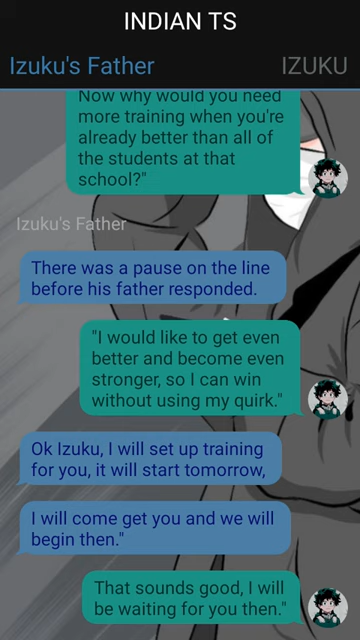 INDIAN TS
Izuku's Father
IZUKU
Now why would you need
more training when you're
already better than all of
the students at that
school?"
Izuku's Father
There was a pause on the line
before his father responded.
"I would like to get even
better and become even
stronger, so I can win
without using my quirk."
Ok Izuku, I will set up training
for you, it will start tomorrow,
I will come get you and we will
begin then."
That sounds good, I will
be waiting for you then."